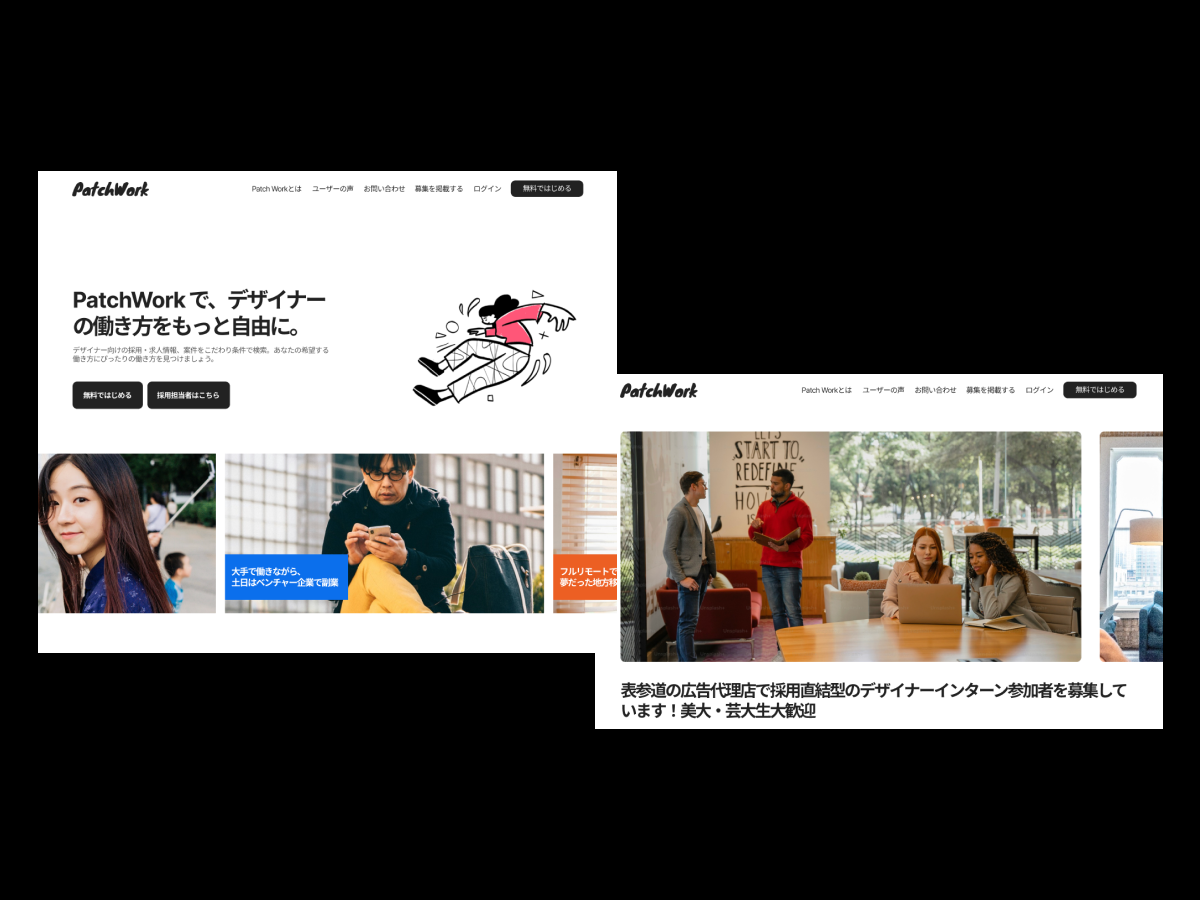 PatchWork
Patch Workとは ユーザーの声 お問い合わせ 募集を掲載する ログイン 無料ではじめる
PatchWork で、デザイナー
の働き方をもっと自由に。
デザイナー向けの採用・求人情報、案件をこだわり条件で検索。あなたの希望する
働き方にぴったりの働き方を見つけましょう。
無料ではじめる 採用担当者はこちら
大手で働きながら、
土日はベンチャー企業で副業
フルリモートで
夢だった地方移
PatchWork
Patch Workとは ユーザーの声 お問い合わせ 募集を掲載する ログイン 無料ではじめる
LET'S
START TO
REDEFINE
HOW
IS
表参道の広告代理店で採用直結型のデザイナーインターン参加者を募集して
います！美大・芸大生大歓迎